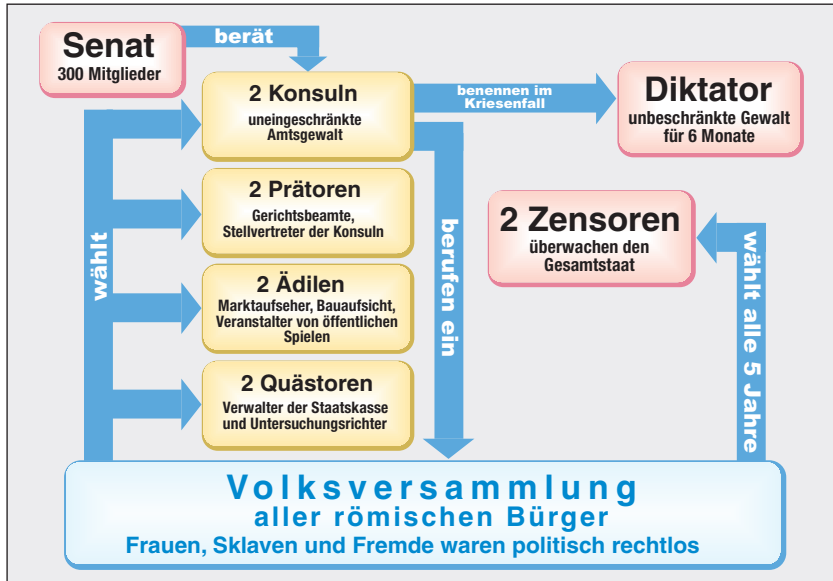 Senat
300 Mitglieder
berät
2 Konsuln
uneingeschränkte
Amtsgewalt
benennen im
Kriesenfall
Diktator
unbeschränkte Gewalt
für 6 Monate
2 Prätoren
Gerichtsbeamte,
Stellvertreter der Konsuln
2 Zensoren
überwachen den
Gesamtstaat
wählt
2 Ädilen
Marktaufseher, Bauaufsicht,
Veranstalter von öffentlichen
Spielen
berufen ein
wählt alle 5 Jahre
2 Quästoren
Verwalter der Staatskasse
und Untersuchungsrichter
Volksversammlung
aller römischen Bürger
Frauen, Sklaven und Fremde waren politisch rechtlos